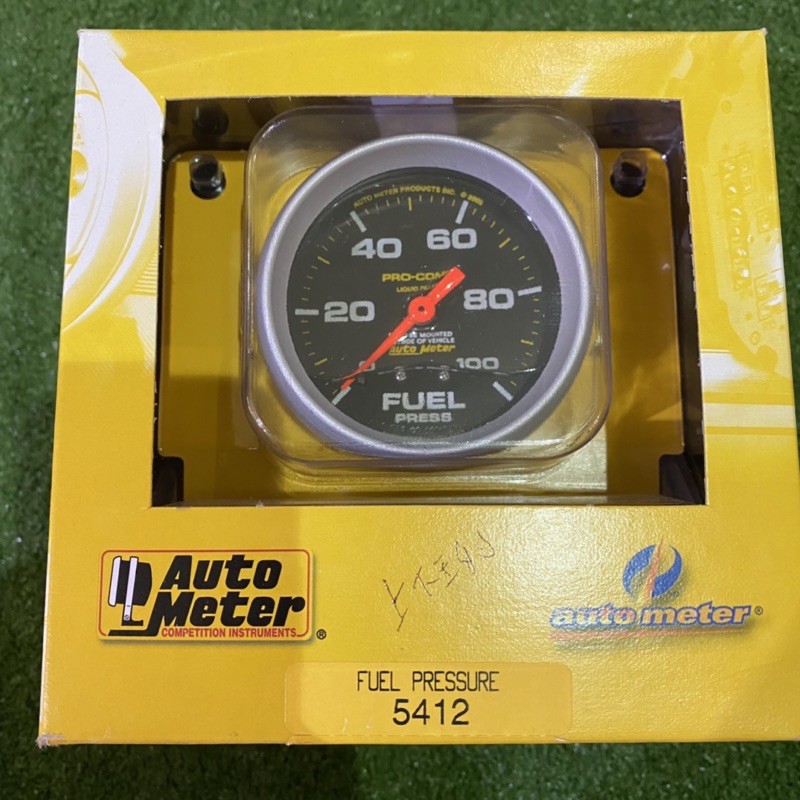 AUTO METER PRODUCTS INC. ©
40 60
PRO-COMP
LIQUID FILLED
20 80
MOUNTED
OF VEHICLE
Auto Meter
0 100
FUEL
PRESS
Auto
Meter®
COMPETITION INSTRUMENTS
auto meter®
FUEL PRESSURE
5412